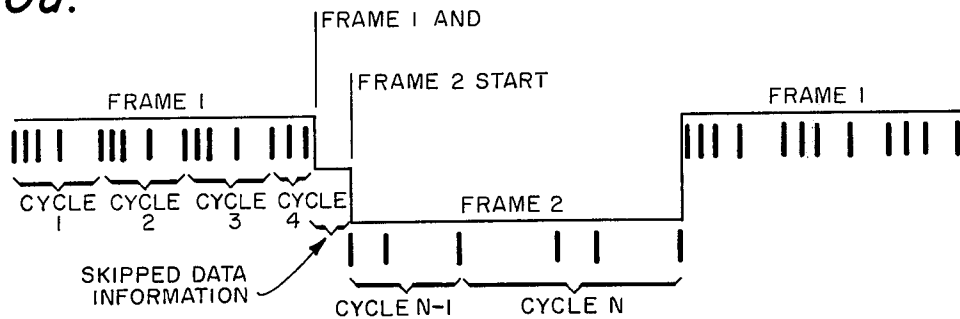 FRAME 1 AND
FRAME 2 START
FRAME 1
FRAME 1
CYCLE 1
CYCLE 2
CYCLE 3
CYCLE 4
FRAME 2
SKIPPED DATA
INFORMATION
CYCLE N-1
CYCLE N